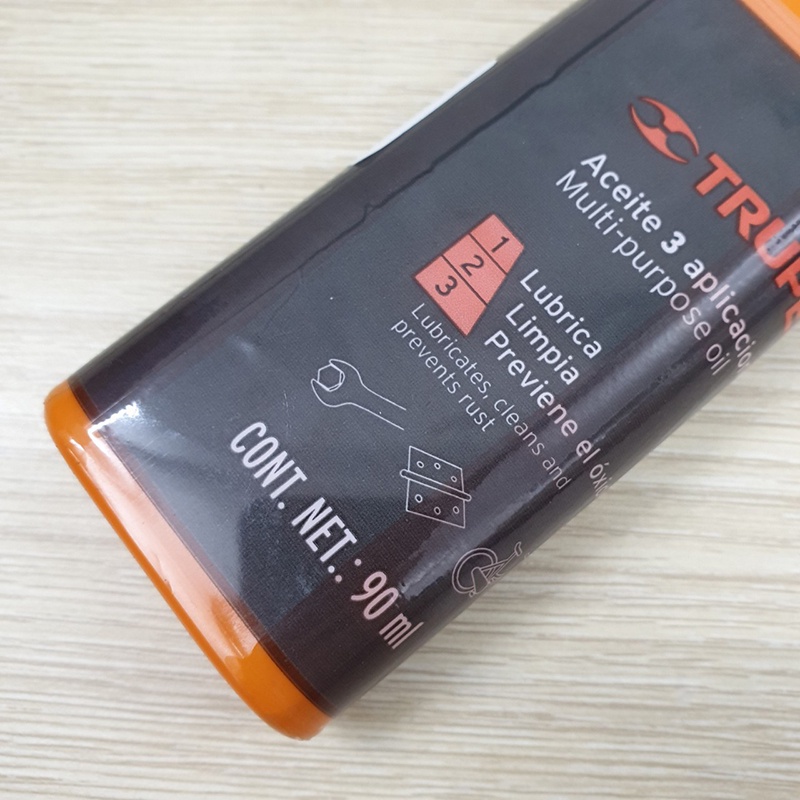 TRUPE
Aceite 3 aplicacio
Multi-purpose oil
1
2
3
Lubrica
Limpia
Previene el óxi
Lubricates, cleans and
prevents rust
CONT. NET.: 90 ml